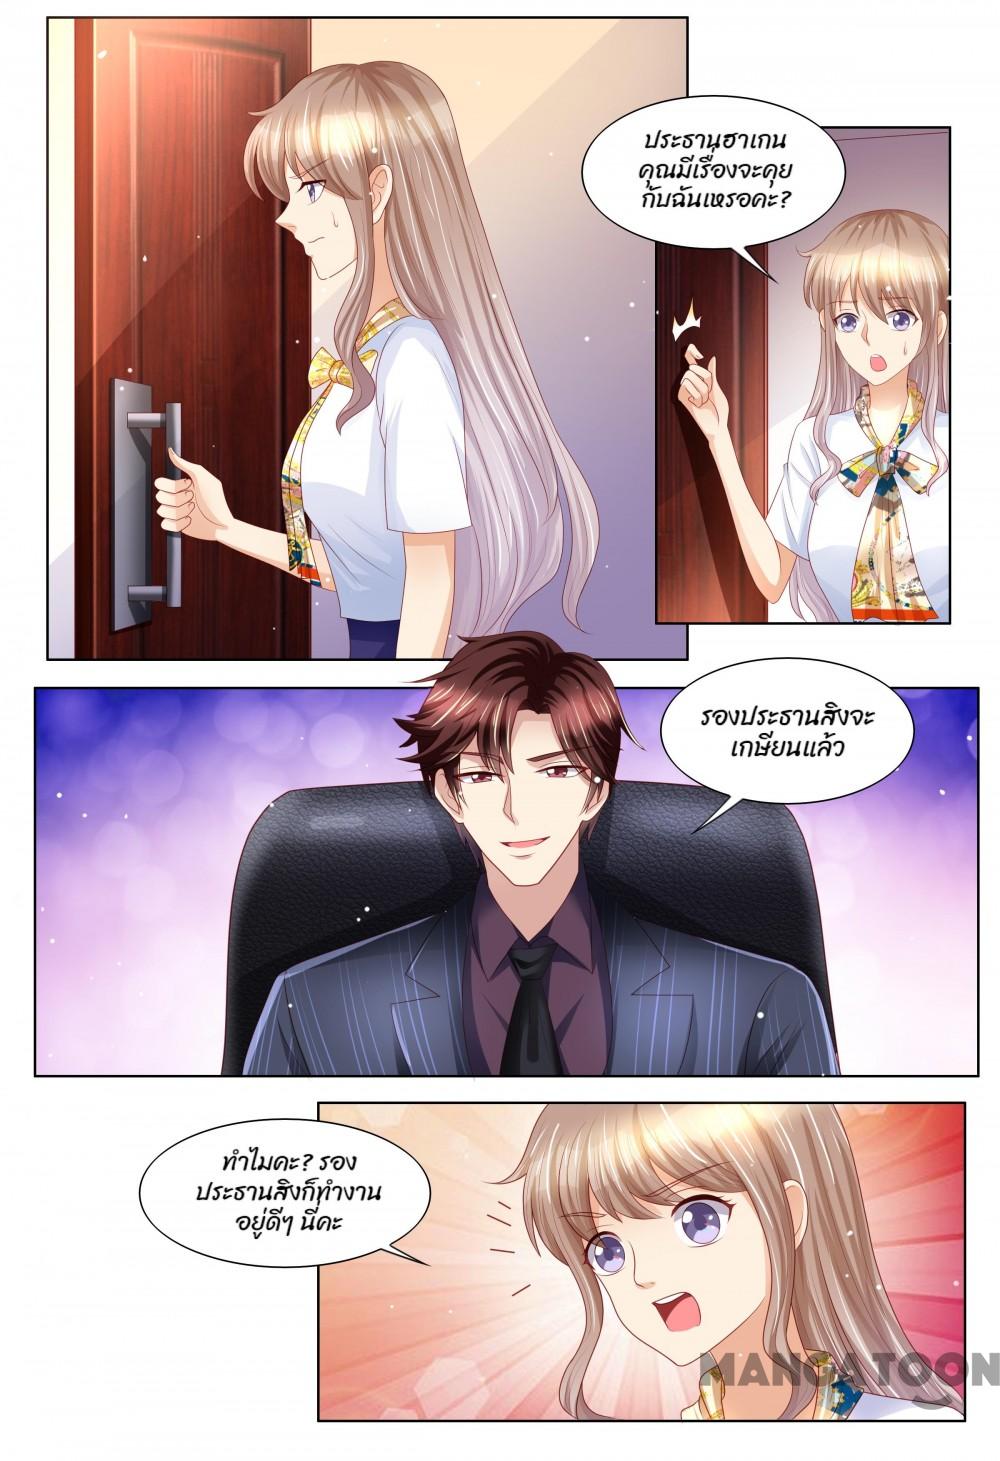 ประธานฮาเกน
คุณมีเรื่องจะคุย
กับฉันเหรอคะ?
รองประธานสิงจะ
เกษียนแล้ว
ทำไมคะ? รอง
ประธานสิงก็ทำงาน
อยู่ดีๆ นี่คะ
MANGATOON